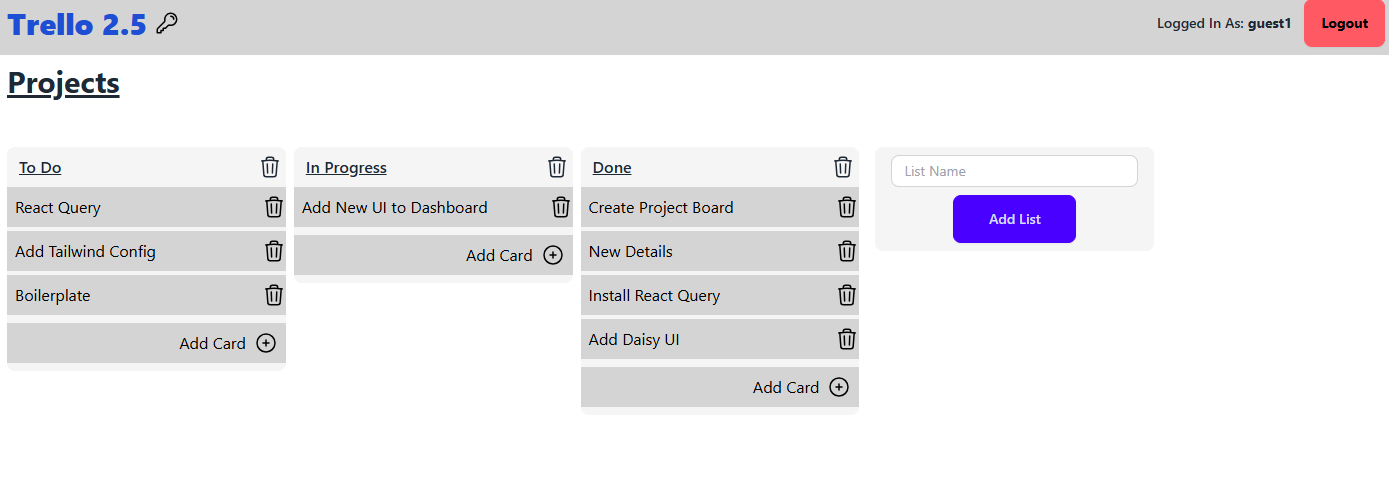 Trello 2.5
Logged In As: guest1
Logout
Projects
To Do
React Query
Add Tailwind Config
Boilerplate
Add Card
In Progress
Add New UI to Dashboard
Add Card
Done
Create Project Board
New Details
Install React Query
Add Daisy UI
Add Card
List Name
Add List